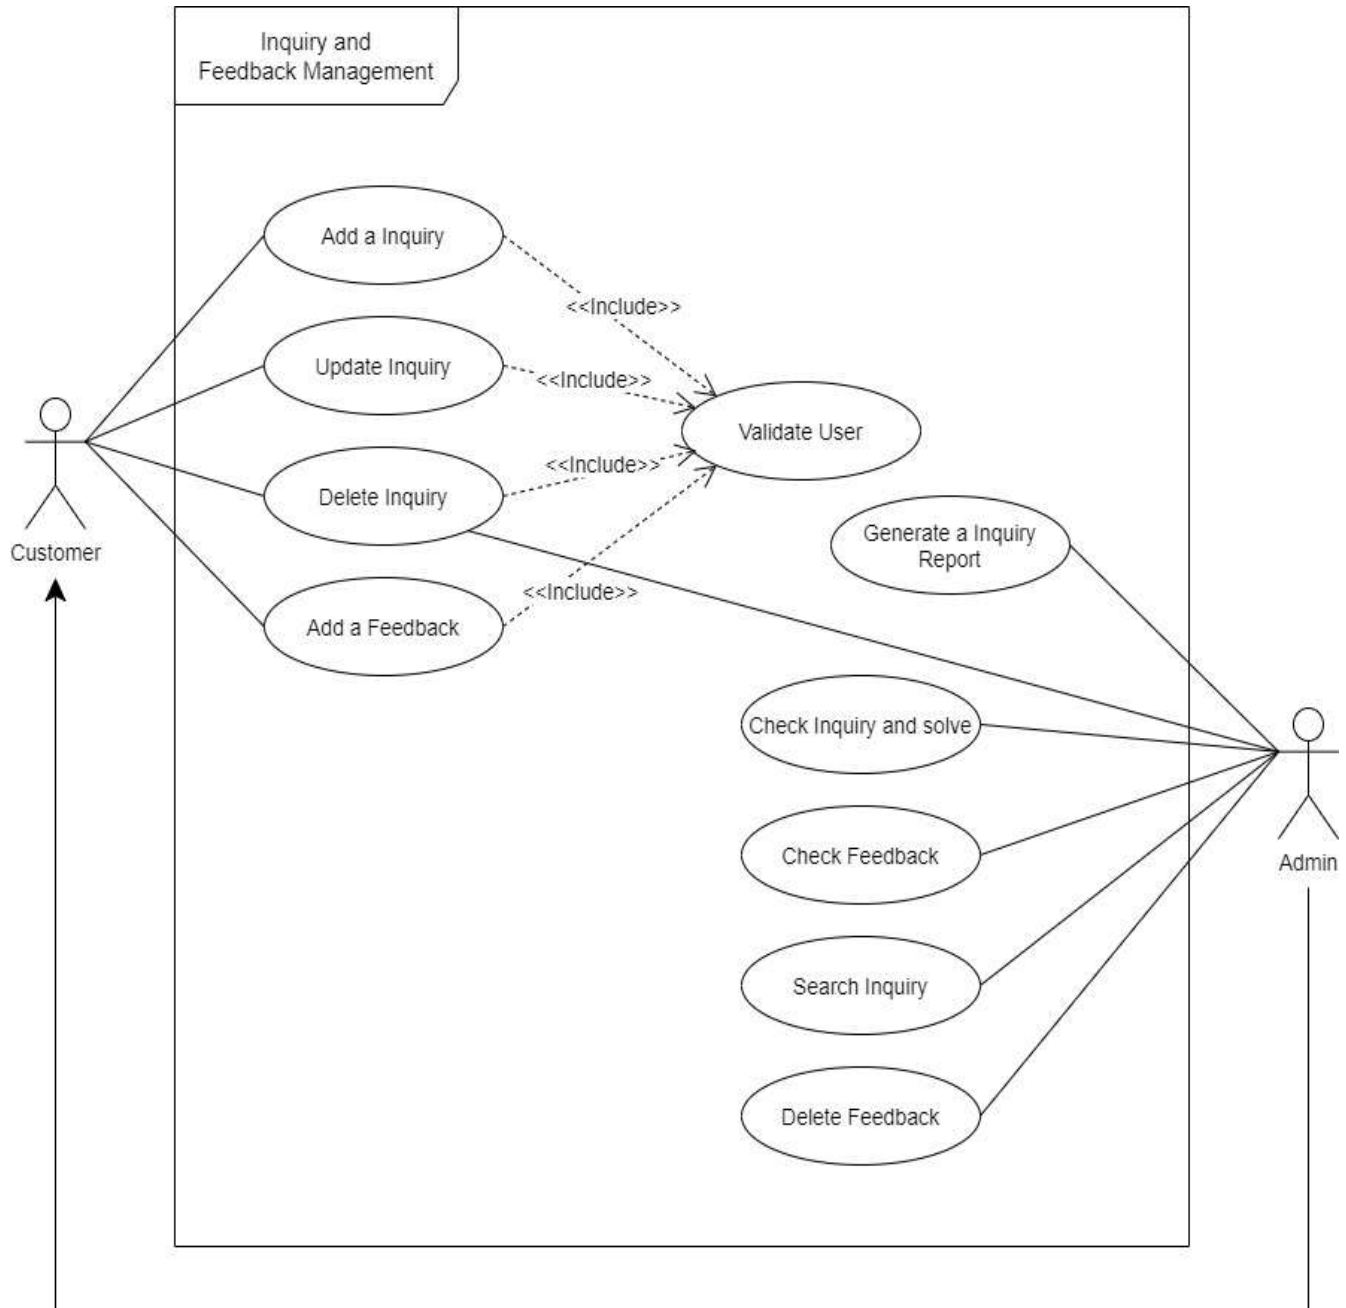 Inquiry and
Feedback Management
Add a Inquiry
<<Include>>
Update Inquiry
<<Include>>
Validate User
Delete Inquiry
<<Include>>
Customer
Generate a Inquiry
Report
Add a Feedback
<<Include>>
Check Inquiry and solve
Check Feedback
Admin
Search Inquiry
Delete Feedback